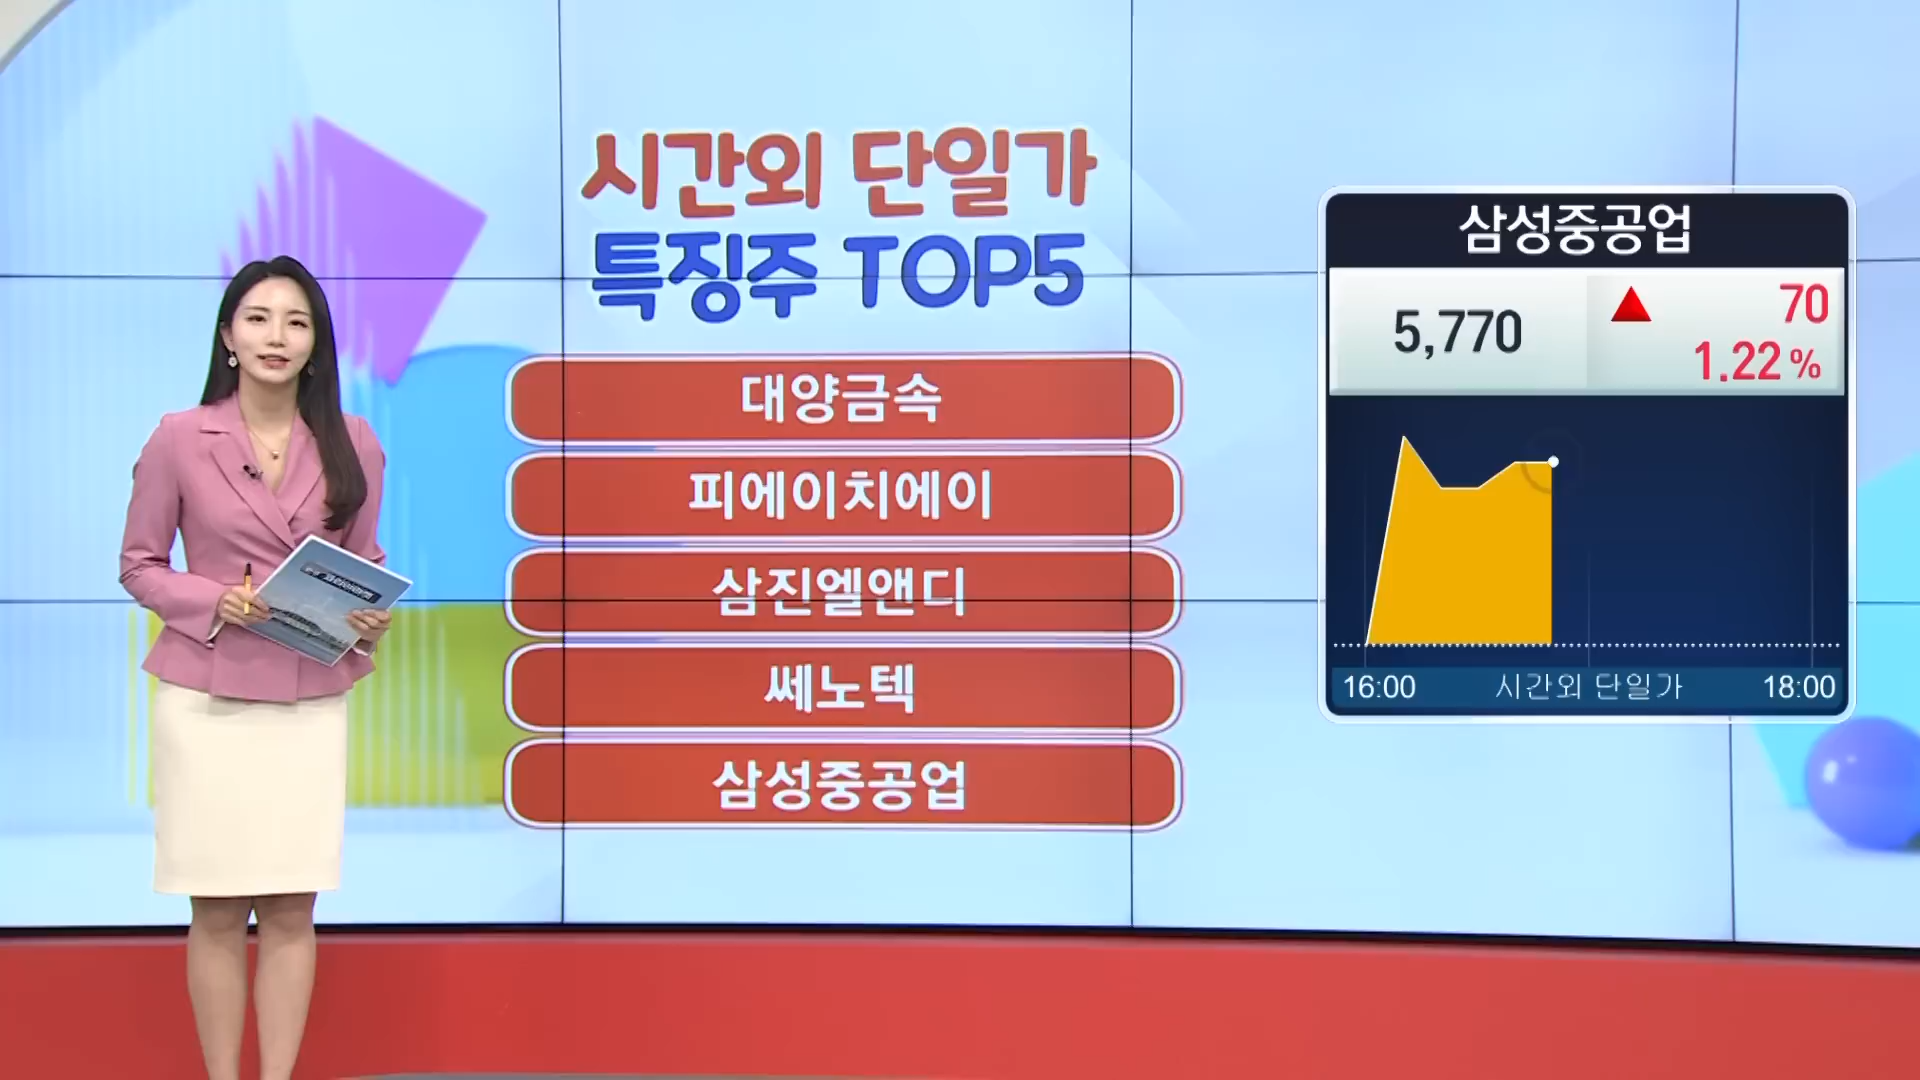 시간외 단일가
특징주 TOP5
대양금속
피에이치에이
삼진엘앤디
쎄노텍
삼성중공업
삼성중공업
5,770
▲ 70
1.22%
16:00 시간외 단일가 18:00